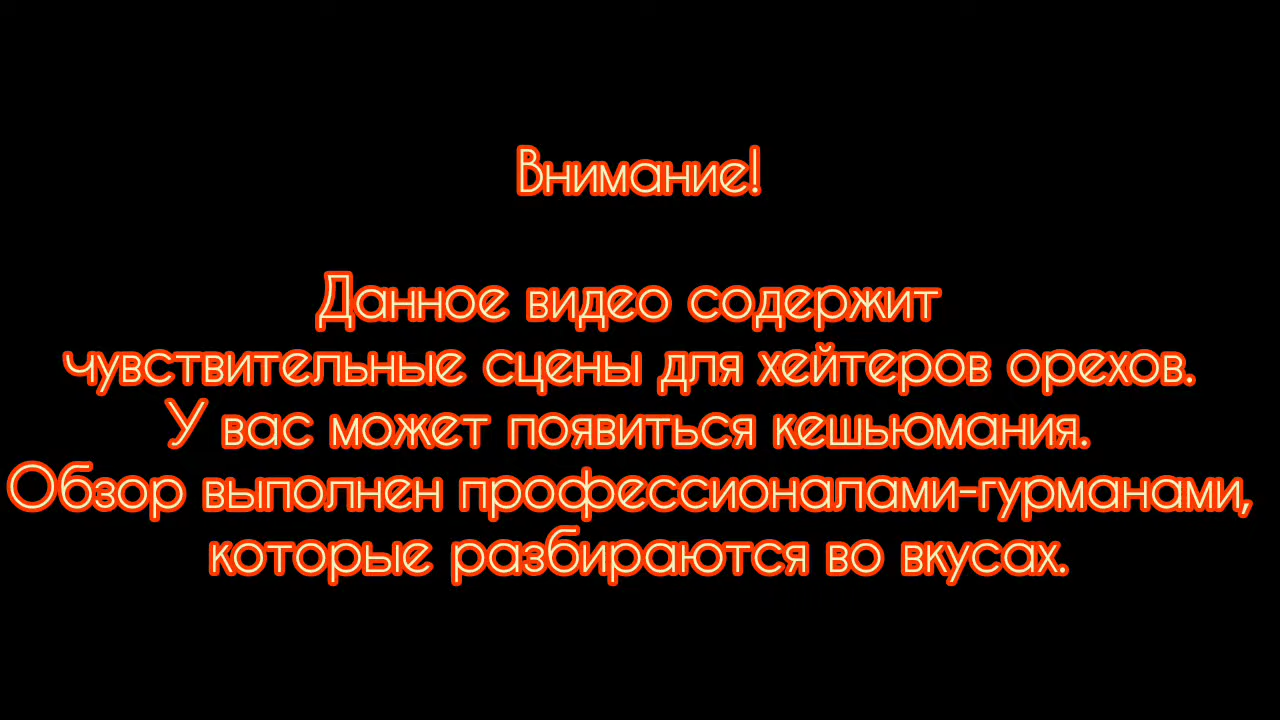 Внимание!
Данное видео содержит
чувствительные сцены для хейтеров орехов.
У вас может появиться кешьюмания.
Обзор выполнен профессионалами-гурманами,
которые разбираются во вкусах.